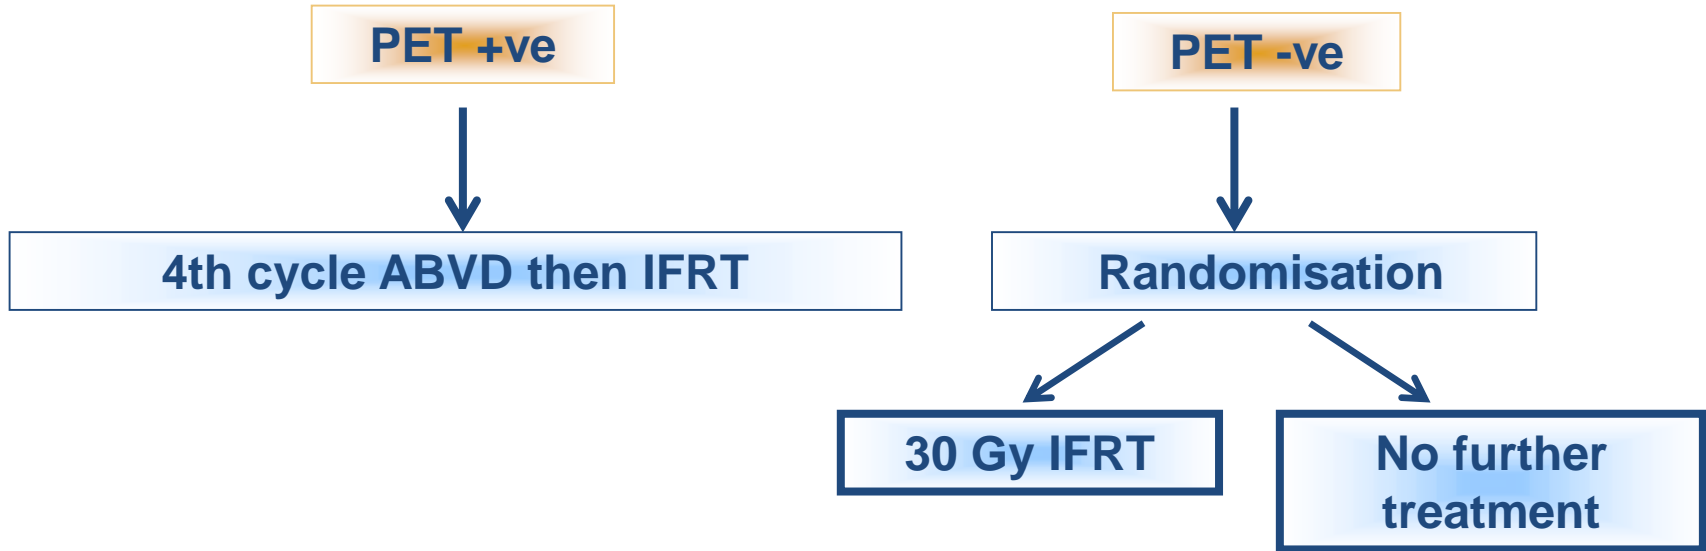 PET +ve
PET -ve
4th cycle ABVD then IFRT
Randomisation
30 Gy IFRT
No further
treatment